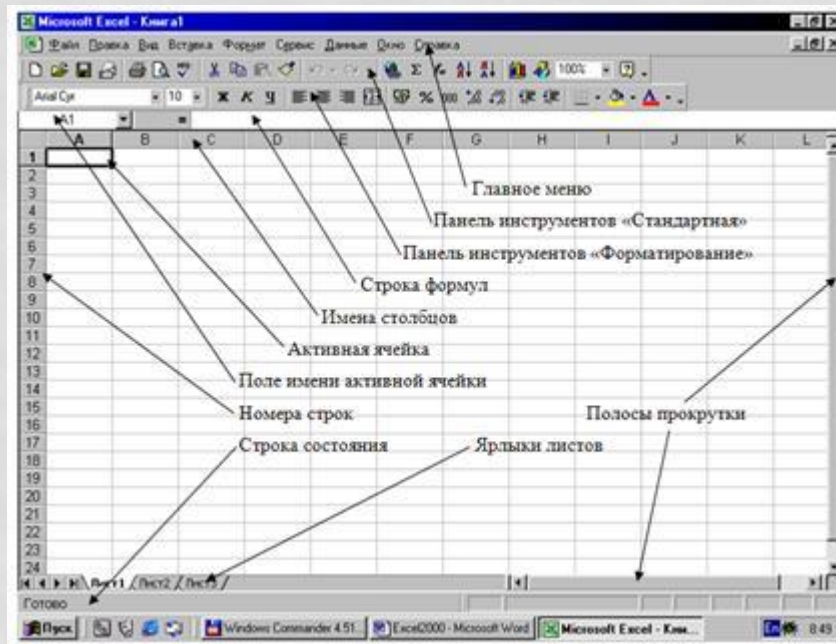 Microsoft Excel - Книга1
Файл Правка Вид Вставка Формат Сервис Данные Окно Справка
100%
Arial Cyr 10 Ж К Ч % 000
A1 =
A B C D E F G H I J K L
1
2
3
4
5
6
7
8
9
10
11
12
13
14
15
16
17
18
19
20
21
22
23
24
Главное меню
Панель инструментов «Стандартная»
Панель инструментов «Форматирование»
Строка формул
Имена столбцов
Активная ячейка
Поле имени активной ячейки
Номера строк
Полосы прокрутки
Строка состояния
Ярлыки листов
Лист1 Лист2 Лист3
Готово
Пуск Windows Commander 4.51... Excel2000 - Microsoft Word Microsoft Excel - Кни... En 8:45